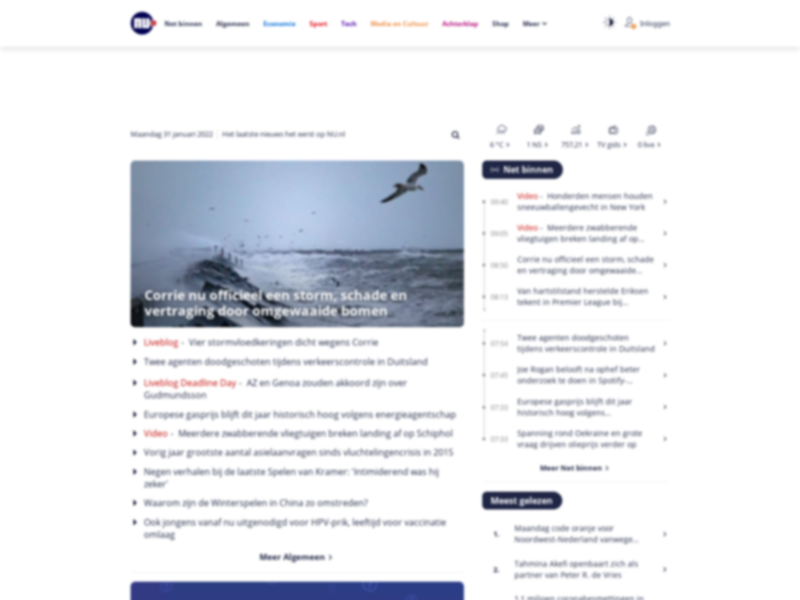 nu
Net binnen Algemeen Economie Sport Tech Media en Cultuur Achterklap Shop Meer Inloggen
Maandag 31 januari 2022 Het laatste nieuws het eerst op NU.nl
6 °C 1 NS 757,21 TV gids 0 live
Corrie nu officieel een storm, schade en
vertraging door omgewaaide bomen
Liveblog - Vier stormvloedkeringen dicht wegens Corrie
Twee agenten doodgeschoten tijdens verkeerscontrole in Duitsland
Liveblog Deadline Day - AZ en Genoa zouden akkoord zijn over
Gudmundsson
Europese gasprijs blijft dit jaar historisch hoog volgens energieagentschap
Video - Meerdere zwabberende vliegtuigen breken landing af op Schiphol
Vorig jaar grootste aantal asielaanvragen sinds vluchtelingencrisis in 2015
Negen verhalen bij de laatste Spelen van Kramer: 'Intimiderend was hij
zeker'
Waarom zijn de Winterspelen in China zo omstreden?
Ook jongens vanaf nu uitgenodigd voor HPV-prik, leeftijd voor vaccinatie
omlaag
Meer Algemeen
Net binnen
09:40 Video - Honderden mensen houden
sneeuwballengevecht in New York
09:05 Video - Meerdere zwabberende
vliegtuigen breken landing af op...
08:50 Corrie nu officieel een storm, schade
en vertraging door omgewaaide...
08:13 Van hartstilstand herstelde Eriksen
tekent in Premier League bij...
07:54 Twee agenten doodgeschoten
tijdens verkeerscontrole in Duitsland
07:45 Joe Rogan belooft na ophef beter
onderzoek te doen in Spotify-...
07:33 Europese gasprijs blijft dit jaar
historisch hoog volgens...
07:33 Spanning rond Oekraïne en grote
vraag drijven olieprijs verder op
Meer Net binnen
Meest gelezen
1. Maandag code oranje voor
Noordwest-Nederland vanwege...
2. Tahmina Akefi openbaart zich als
partner van Peter R. de Vries
1,1 miljoen coronabesmettingen in